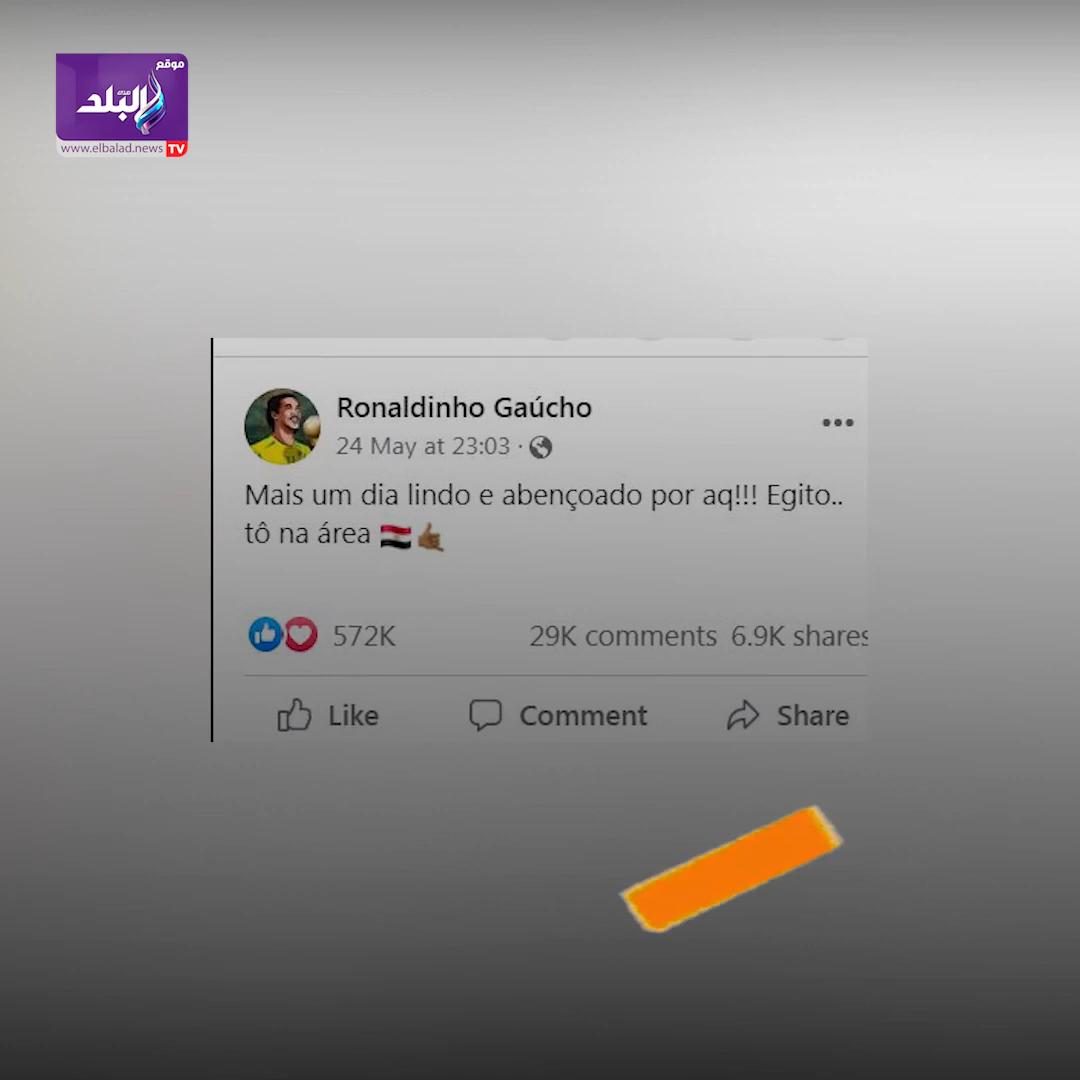 موقع
صدى
البلد
www.elbalad.news TV
Ronaldinho Gaúcho
24 May at 23:03 ·
Mais um dia lindo e abençoado por aq!!! Egito..
tô na área 🇪🇬🤙🏾
572K 29K comments 6.9K shares
Like Comment Share